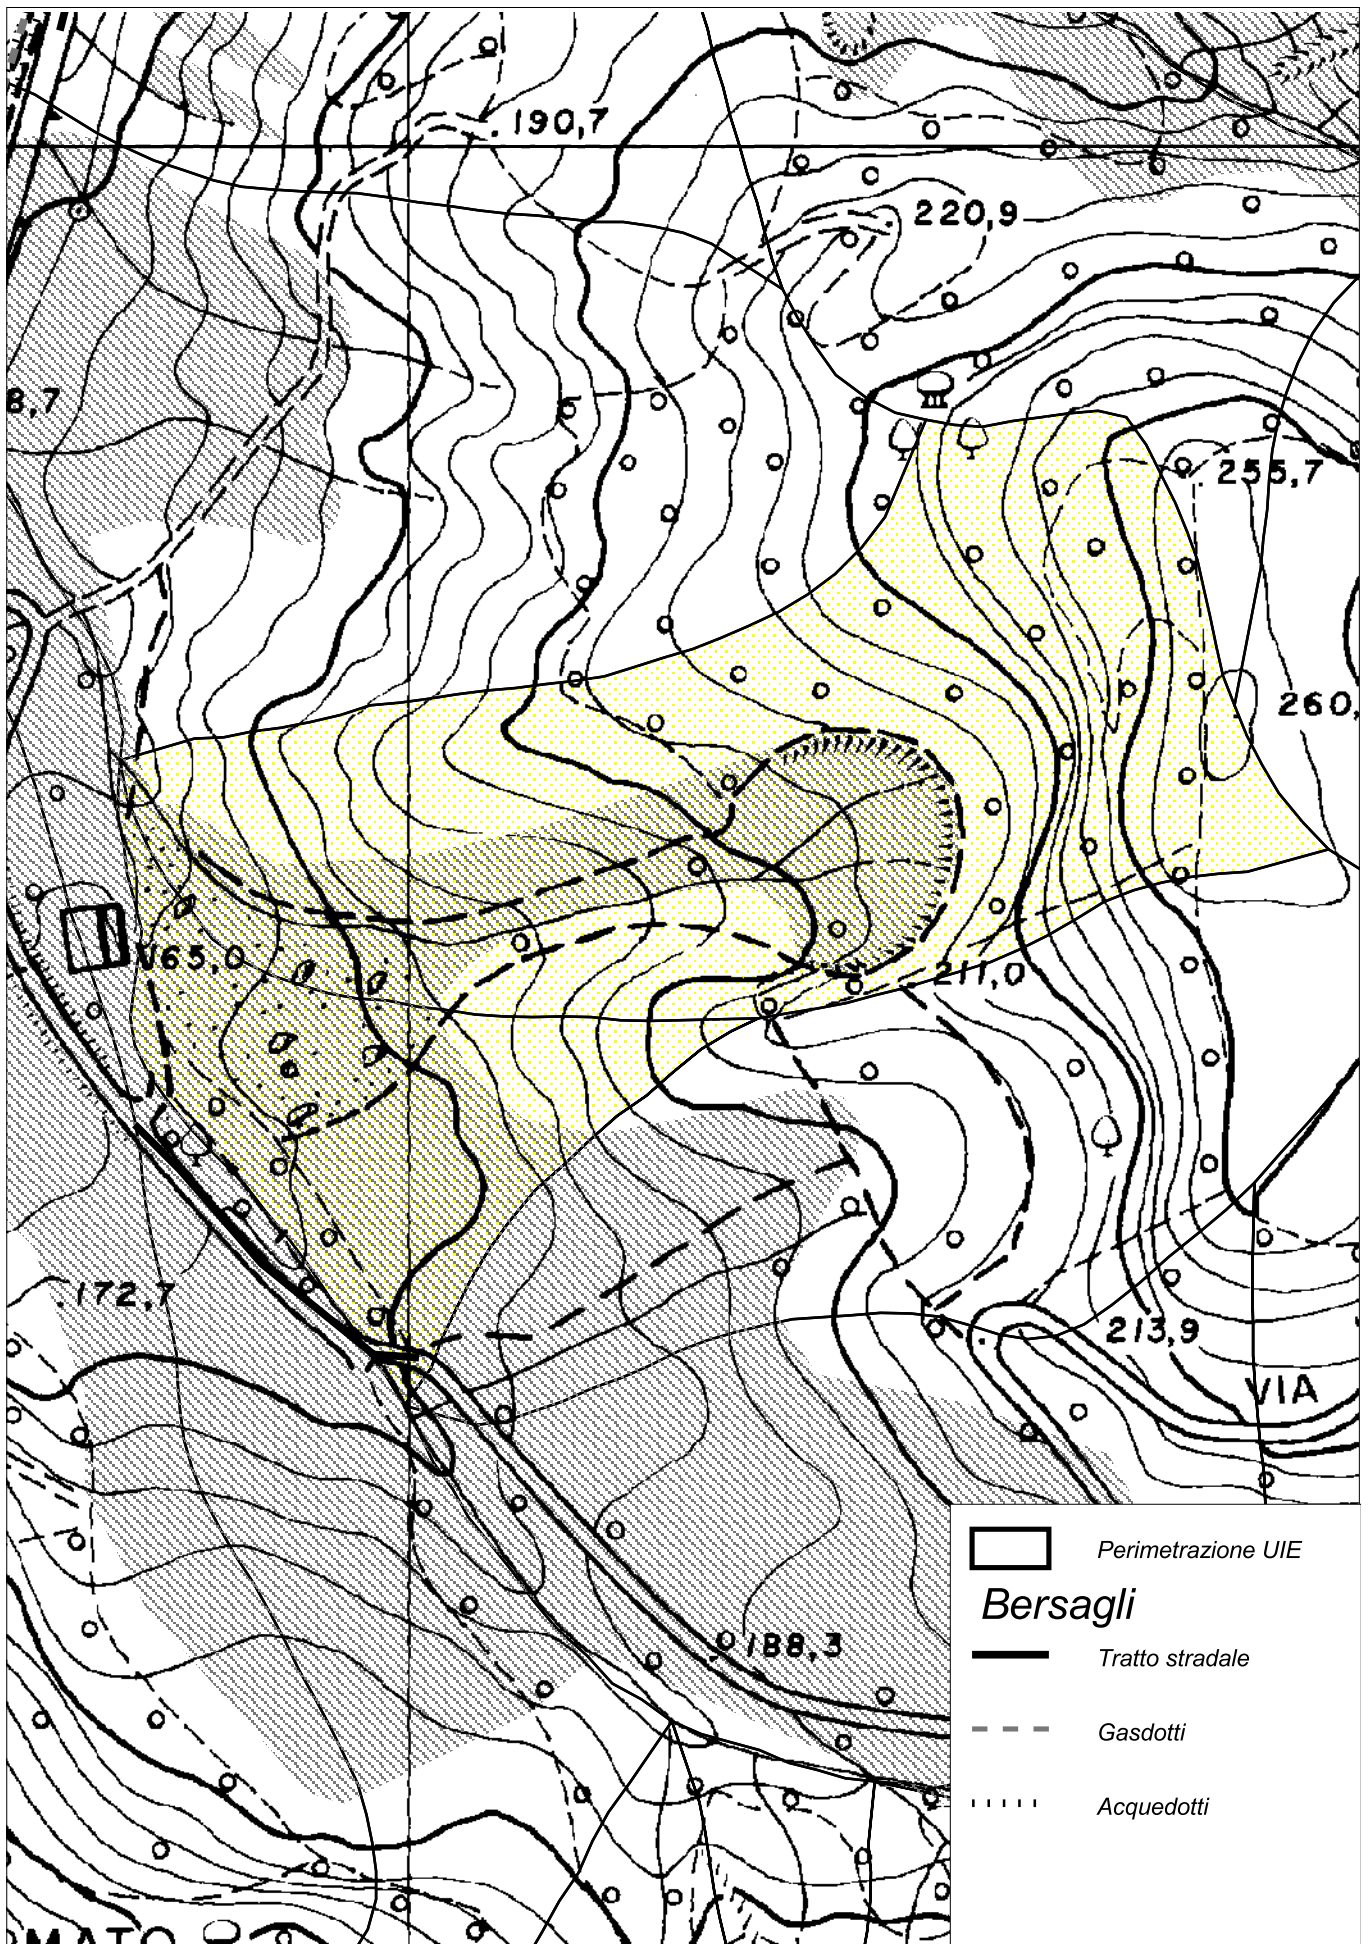 190,7
220,9
8,7
255,7
260,
165,0
211,0
172,7
213,9
VIA
188,3
MATO
Perimetrazione UIE
Bersagli
Tratto stradale
Gasdotti
Acquedotti